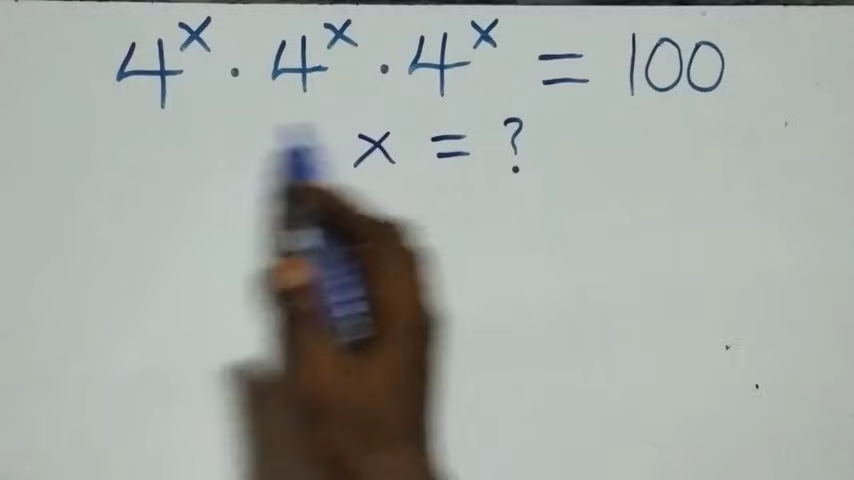 4^x · 4^x · 4^x = 100
x = ?